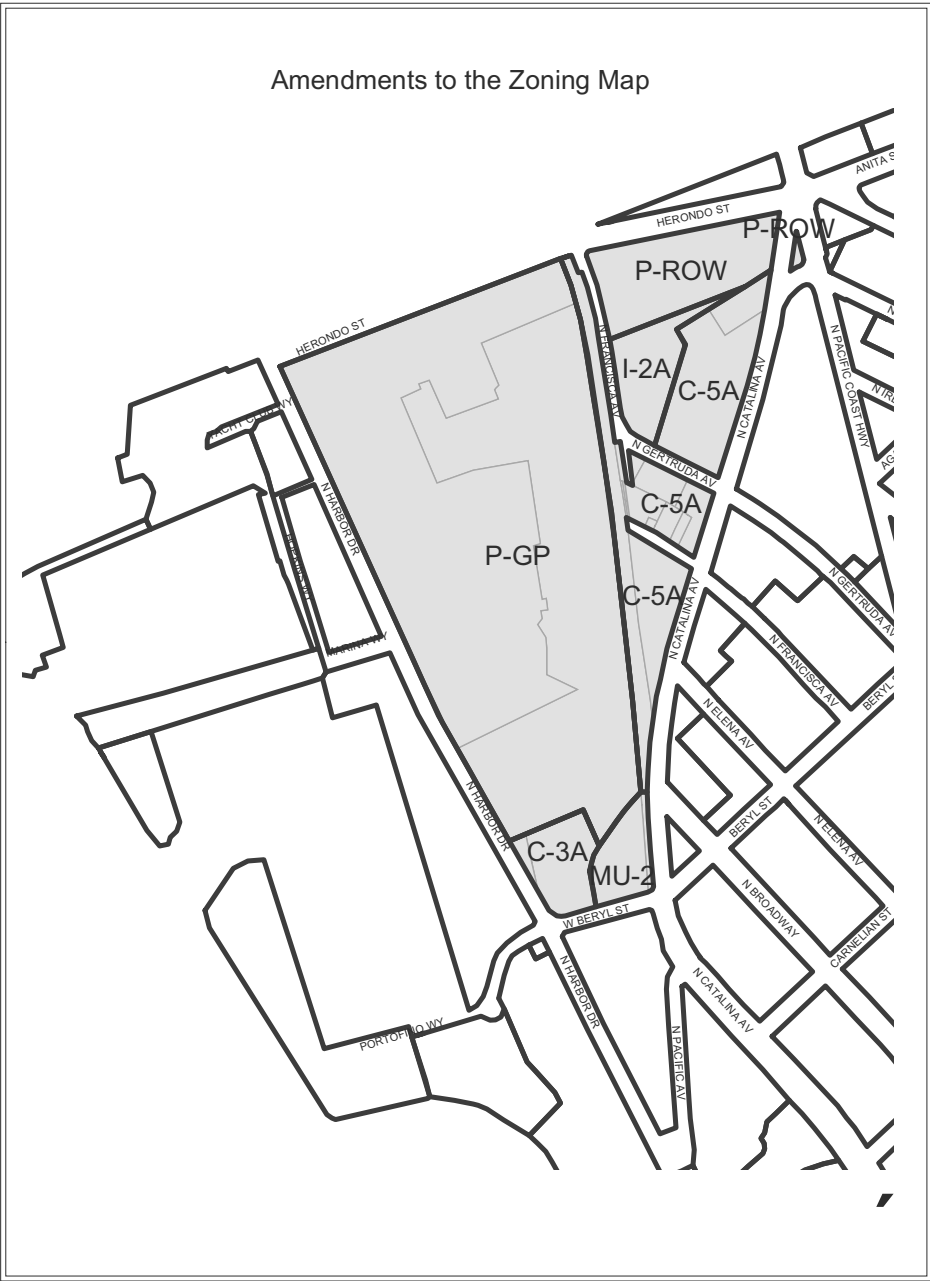 Amendments to the Zoning Map
ANITA S
HERONDO ST
P-ROW
P-ROW
HERONDO ST
N FRANCISCA AV
I-2A
C-5A
N CATALINA AV
N PACIFIC COAST HWY
YACHT CLUB WY
N GERTRUDA AV
C-5A
N HARBOR DR
P-GP
C-5A
N CATALINA AV
N GERTRUDA AV
MARINA WY
N FRANCISCA AV
BERYL S
N ELENA AV
N HARBOR DR
BERYL ST
N ELENA AV
C-3A
MU-2
W BERYL ST
N BROADWAY
CARNELIAN ST
N HARBOR DR
N CATALINA AV
PORTOFINO WY
N PACIFIC AV